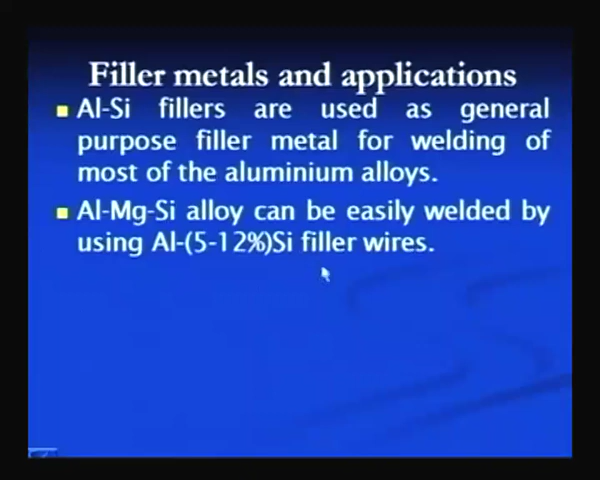 Filler metals and applications
Al-Si fillers are used as general
purpose filler metal for welding of
most of the aluminium alloys.
Al-Mg-Si alloy can be easily welded by
using Al-(5-12%)Si filler wires.